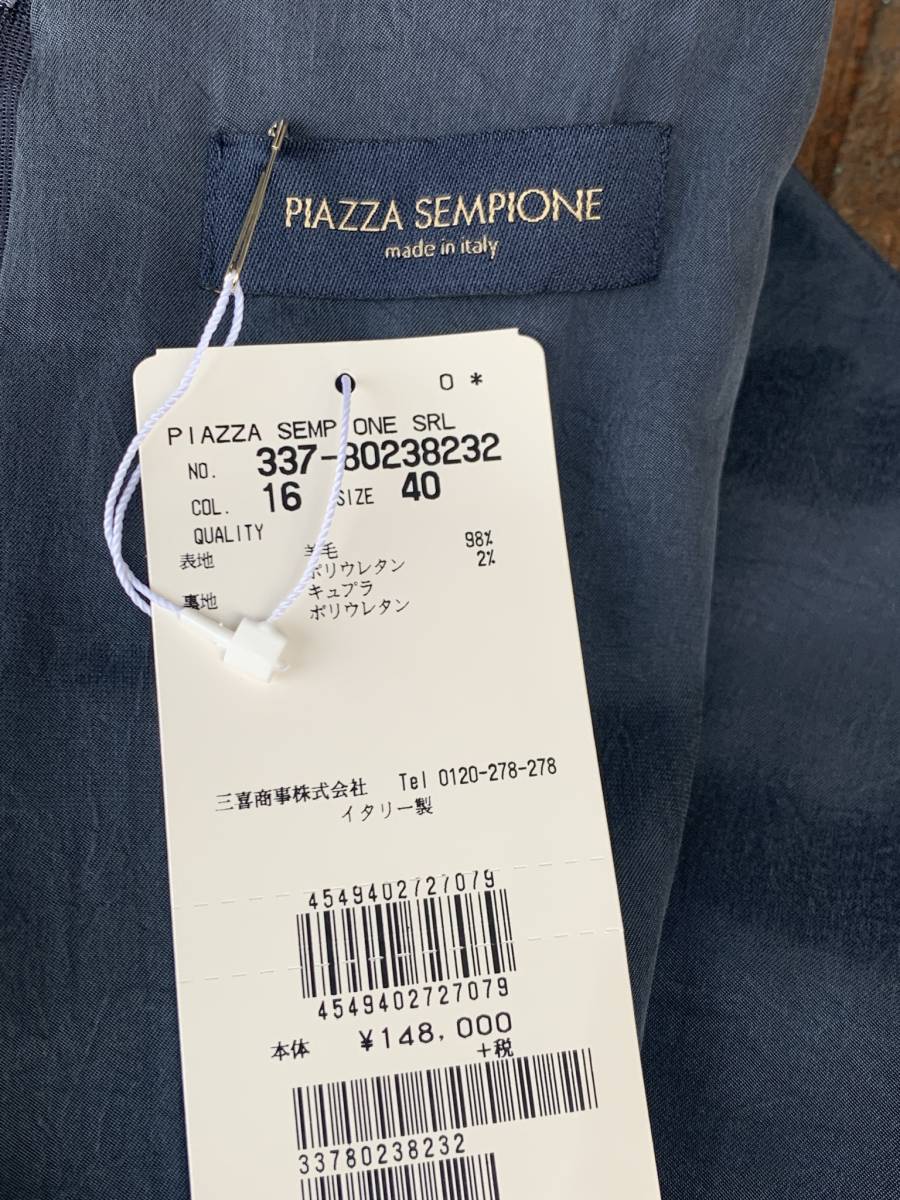 PIAZZA SEMPIONE
made in italy
O *
PIAZZA SEMPIONE SRL
NO. 337-80238232
COL. 16 SIZE 40
QUALITY
表地 羊毛 98%
ポリウレタン 2%
裏地 キュプラ
ポリウレタン
三喜商事株式会社 Tel 0120-278-278
イタリー製
4549402727079
4549402727079
本体 ¥148,000
+税
33780238232